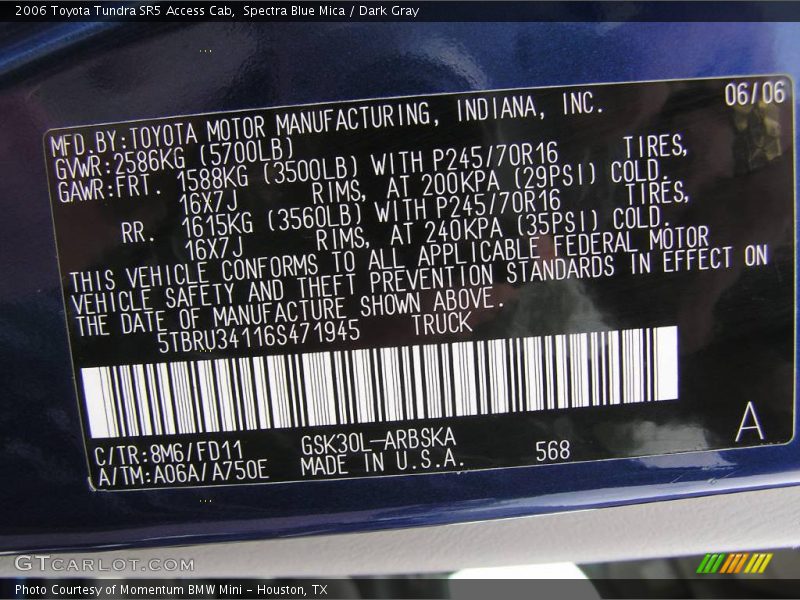 2006 Toyota Tundra SR5 Access Cab, Spectra Blue Mica / Dark Gray
06/06
MFD.BY:TOYOTA MOTOR MANUFACTURING, INDIANA, INC.
GVWR:2586KG (5700LB)
GAWR:FRT. 1588KG (3500LB) WITH P245/70R16 TIRES,
16X7J RIMS, AT 200KPA (29PSI) COLD.
RR. 1615KG (3560LB) WITH P245/70R16 TIRES,
16X7J RIMS, AT 240KPA (35PSI) COLD.
THIS VEHICLE CONFORMS TO ALL APPLICABLE FEDERAL MOTOR
VEHICLE SAFETY AND THEFT PREVENTION STANDARDS IN EFFECT ON
THE DATE OF MANUFACTURE SHOWN ABOVE.
5TBRU34116S471945 TRUCK
C/TR:8M6/FD11 GSK30L-ARBSKA
A/TM:A06A/A750E MADE IN U.S.A. 568 A
GTCARLOT.COM
Photo Courtesy of Momentum BMW Mini - Houston, TX